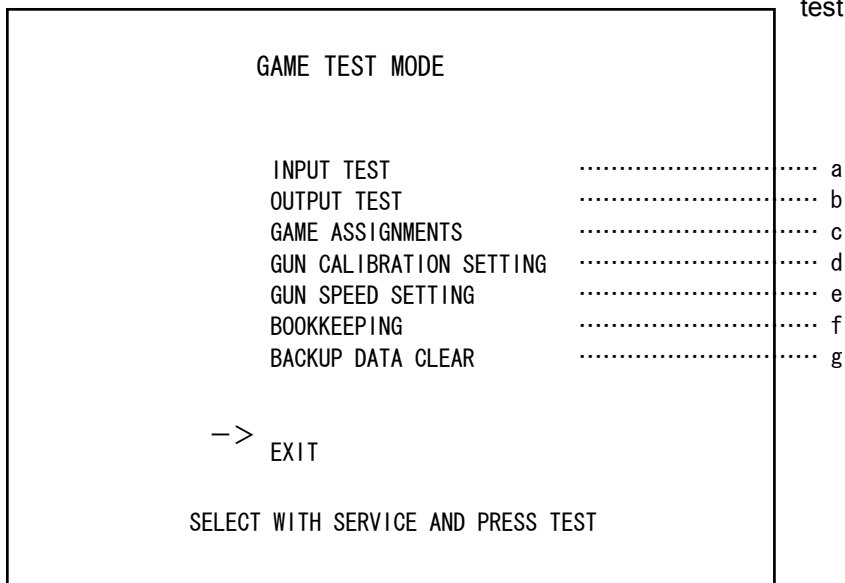 test
GAME TEST MODE
INPUT TEST ………………………… a
OUTPUT TEST ………………………… b
GAME ASSIGNMENTS ………………………… c
GUN CALIBRATION SETTING ………………………… d
GUN SPEED SETTING ………………………… e
BOOKKEEPING ………………………… f
BACKUP DATA CLEAR ………………………… g
-> EXIT
SELECT WITH SERVICE AND PRESS TEST